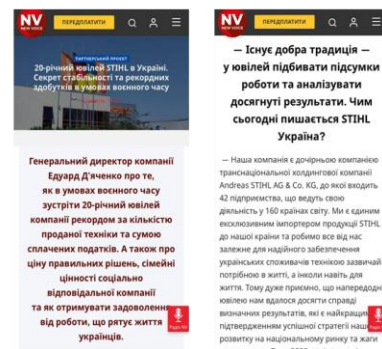 NV
NEW VOICE
ПЕРЕДПЛАТИТИ
ПАРТНЕРСЬКИЙ ПРОЄКТ
20-річний ювілей STIHL в Україні.
Секрет стабільності та рекордних
здобутків в умовах воєнного часу
Генеральний директор компанії
Едуард Д'яченко про те,
як в умовах воєнного часу
зустріти 20-річний ювілей
компанії рекордом за кількістю
проданої техніки та сумою
сплачених податків. А також про
ціну правильних рішень, сімейні
цінності соціально
відповідальної компанії
та як отримувати задоволення
від роботи, що рятує життя
українців.
NV
NEW VOICE
ПЕРЕДПЛАТИТИ
— Існує добра традиція —
у ювілей підбивати підсумки
роботи та аналізувати
досягнуті результати. Чим
сьогодні пишається STIHL
Україна?
— Наша компанія є дочірньою компанією
транснаціональної холдингової компанії
Andreas STIHL AG & Co. KG, до якої входить
42 підприємства, що ведуть свою
діяльність у 160 країнах світу. Ми є єдиним
ексклюзивним імпортером продукції STIHL
до нашої країни та робимо все від нас
залежне для надійного забезпечення
українських споживачів технікою зазвичай
потрібною в житті, а інколи навіть для
життя. Тому дуже приємно, що напередодні
ювілею нам вдалося досягти справді
визначних результатів, які є найкращим
підтвердженням успішної стратегії
розвитку на національному ринку та жаги